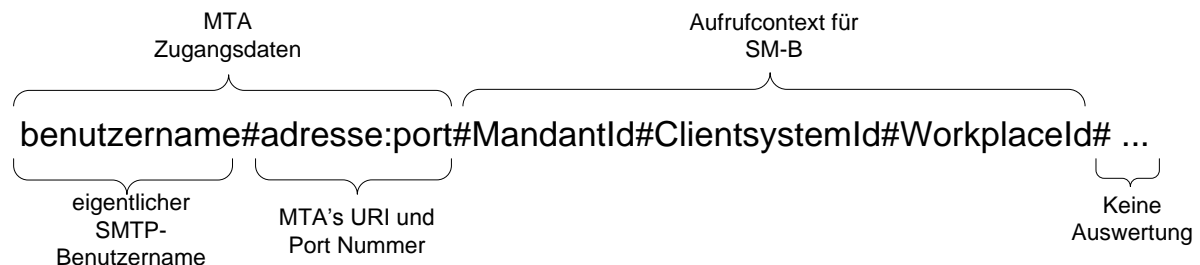 MTA
Zugangsdaten
Aufrufcontext für
SM-B
benutzername#adresse:port#MandantId#ClientsystemId#WorkplaceId# ...
eigentlicher
SMTP-
Benutzername
MTA's URI und
Port Nummer
Keine
Auswertung